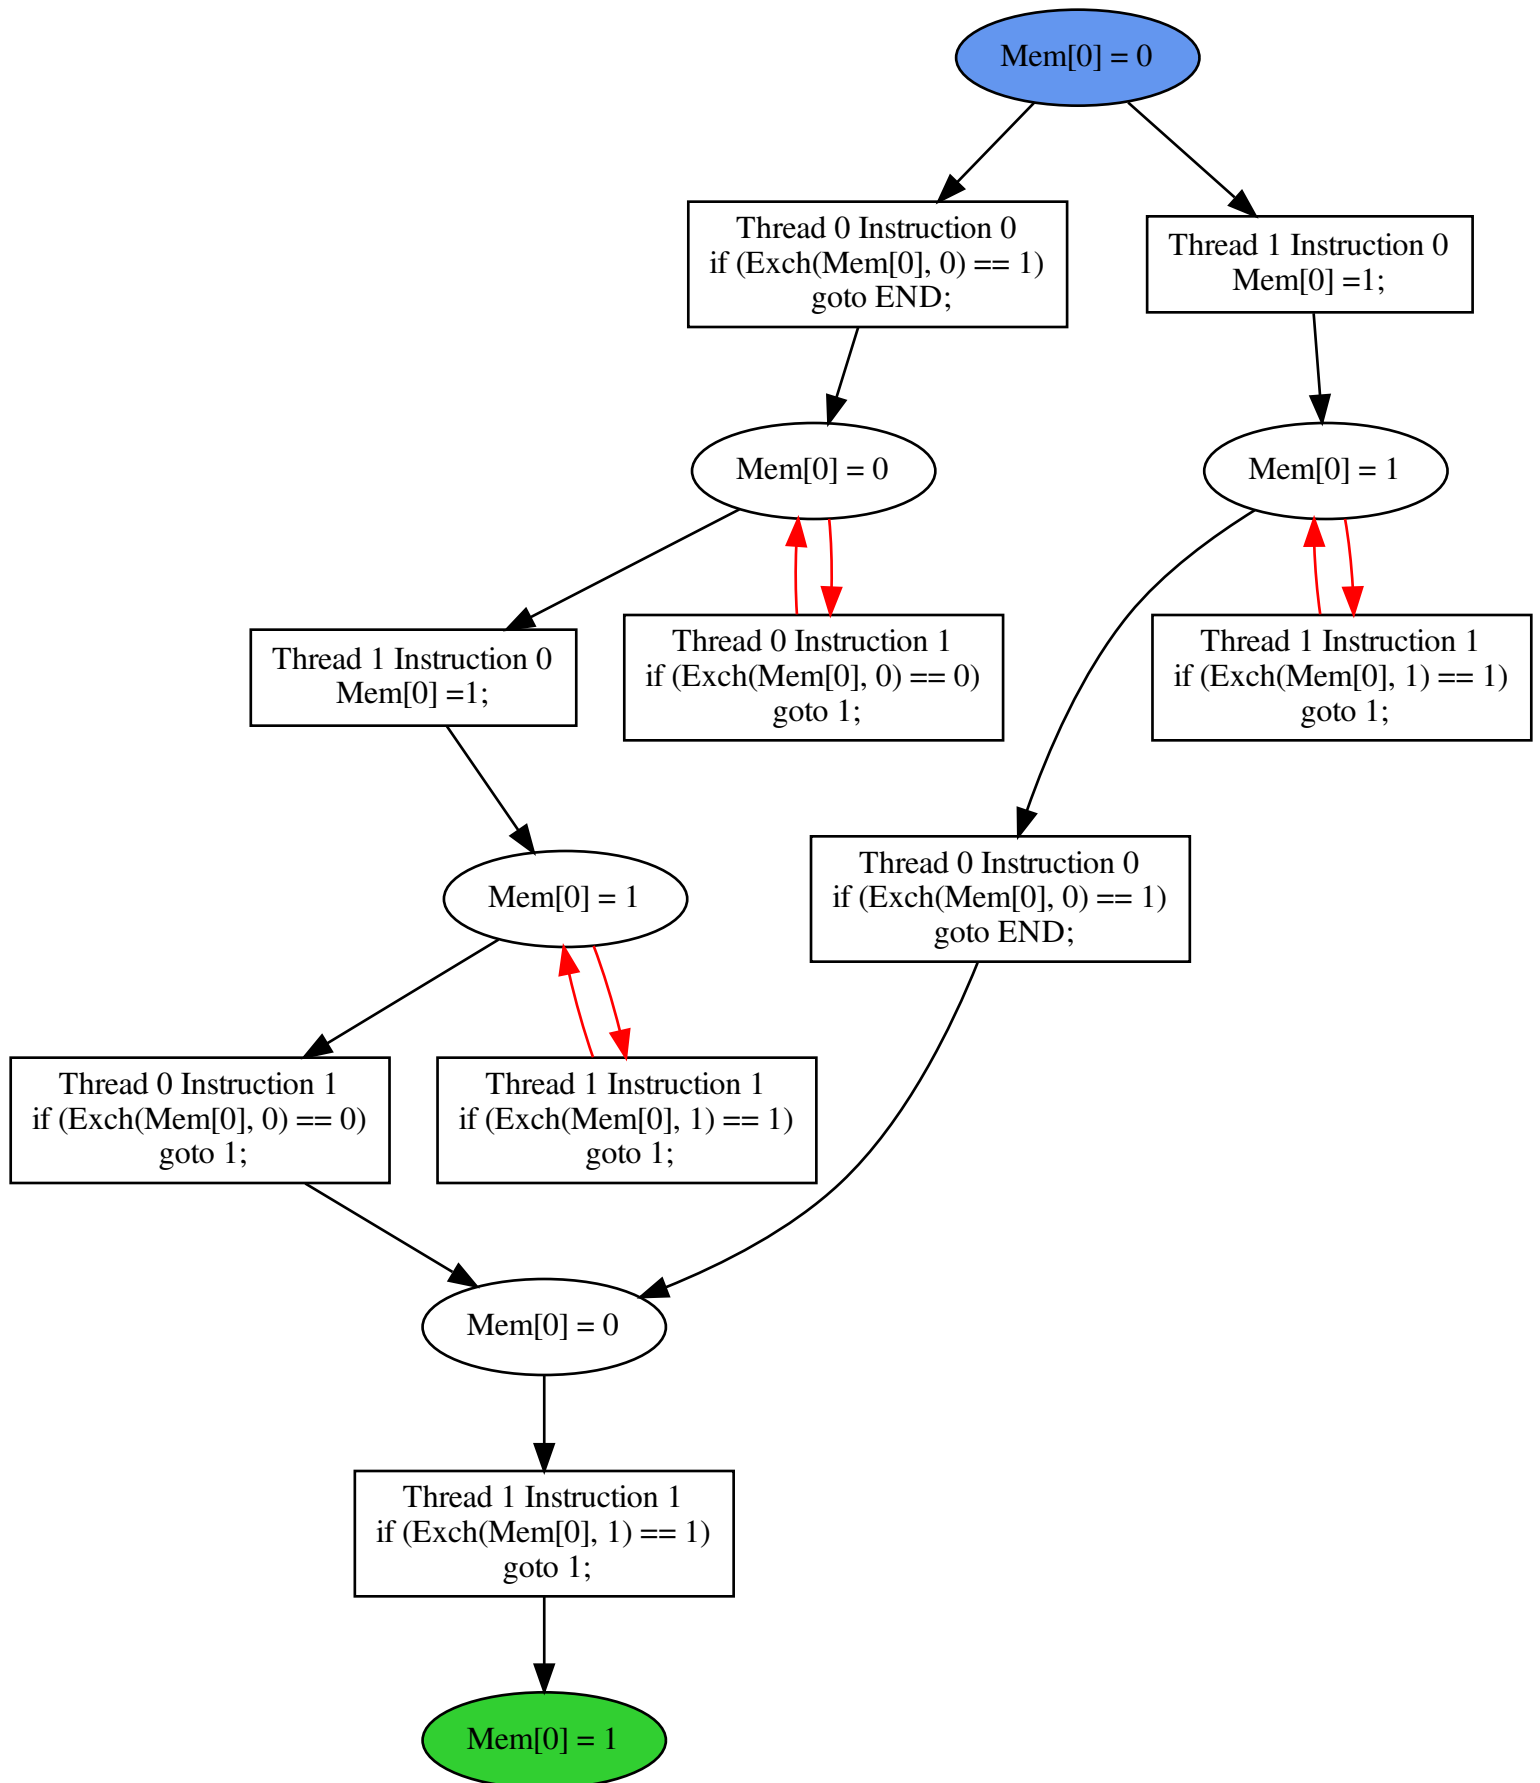 Mem[0] = 0
Thread 0 Instruction 0
if (Exch(Mem[0], 0) == 1)
goto END;
Thread 1 Instruction 0
Mem[0] =1;
Mem[0] = 0
Mem[0] = 1
Thread 1 Instruction 0
Mem[0] =1;
Thread 0 Instruction 1
if (Exch(Mem[0], 0) == 0)
goto 1;
Thread 1 Instruction 1
if (Exch(Mem[0], 1) == 1)
goto 1;
Mem[0] = 1
Thread 0 Instruction 0
if (Exch(Mem[0], 0) == 1)
goto END;
Thread 0 Instruction 1
if (Exch(Mem[0], 0) == 0)
goto 1;
Thread 1 Instruction 1
if (Exch(Mem[0], 1) == 1)
goto 1;
Mem[0] = 0
Thread 1 Instruction 1
if (Exch(Mem[0], 1) == 1)
goto 1;
Mem[0] = 1